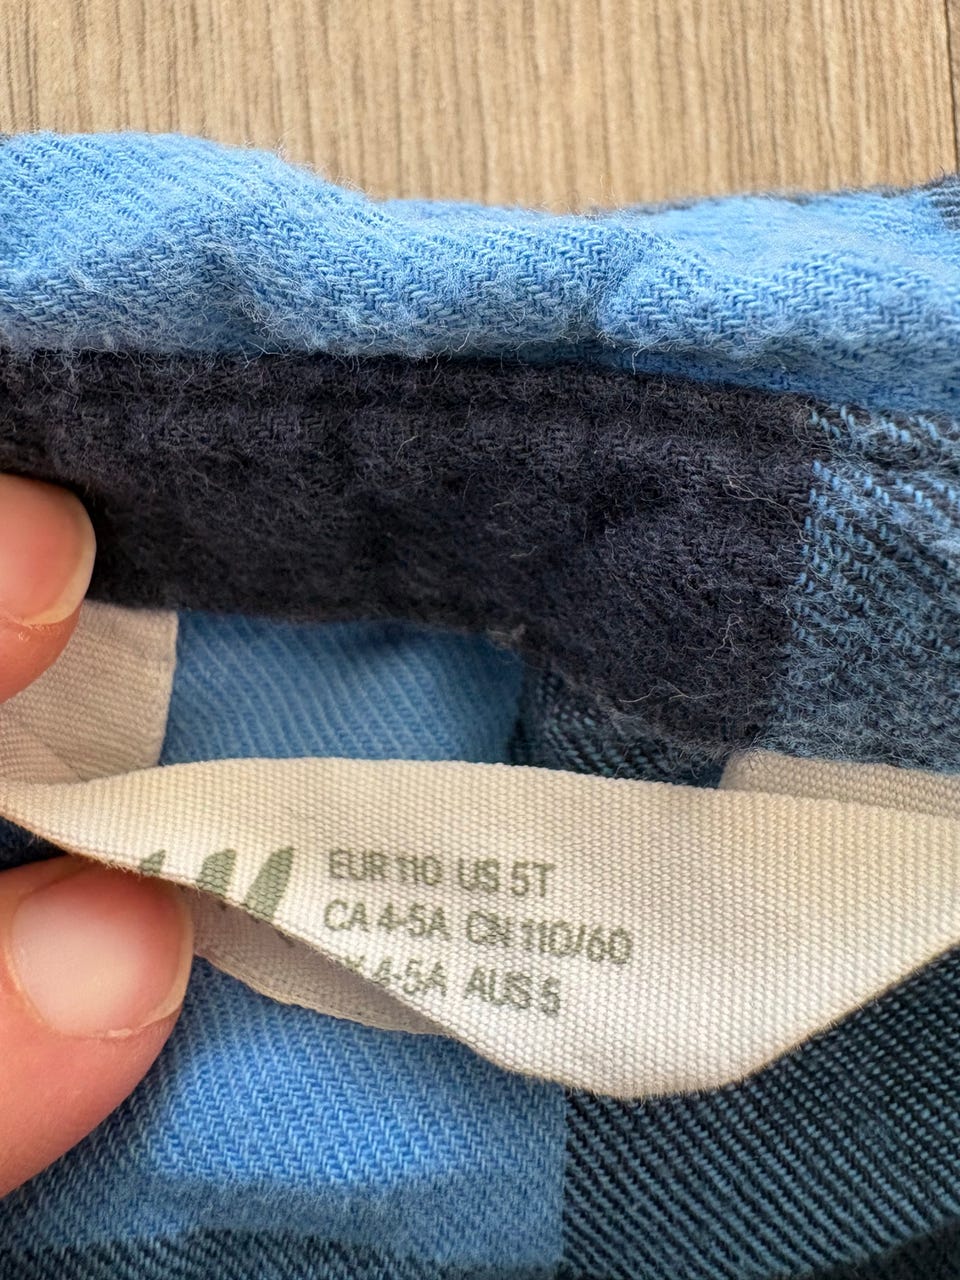 EUR 110 US 5T
CA 4-5A CN 110/60
4-5A AUS 5